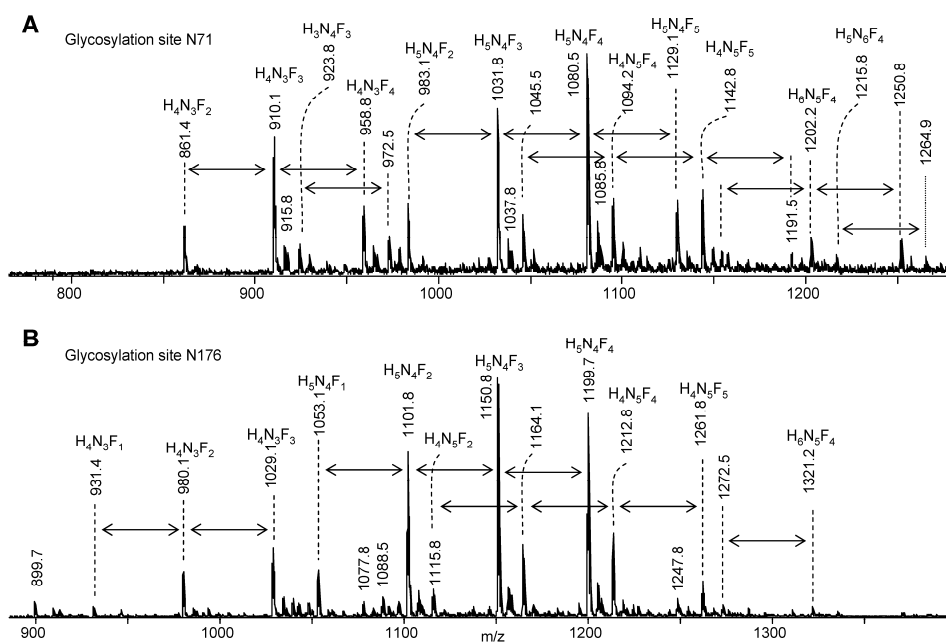 A
Glycosylation site N71
H4N3F2
861.4
H4N3F3
910.1
915.8
H3N4F3
923.8
H4N3F4
958.8
972.5
H5N4F2
983.1
H5N4F3
1031.8
1037.8
1045.5
H5N4F4
1080.5
1085.8
H4N5F4
1094.2
H5N4F5
1129.1
H4N5F5
1142.8
1191.5
H6N5F4
1202.2
H5N6F4
1215.8
1250.8
1264.9
800
900
1000
1100
1200
B
Glycosylation site N176
899.7
H4N3F1
931.4
H4N3F2
980.1
H4N3F3
1029.1
H5N4F1
1053.1
1077.8
1088.5
H5N4F2
1101.8
H4N5F2
1115.8
H5N4F3
1150.8
1164.1
H5N4F4
1199.7
H4N5F4
1212.8
1247.8
H4N5F5
1261.8
1272.5
H6N5F4
1321.2
900
1000
1100
1200
1300
m/z